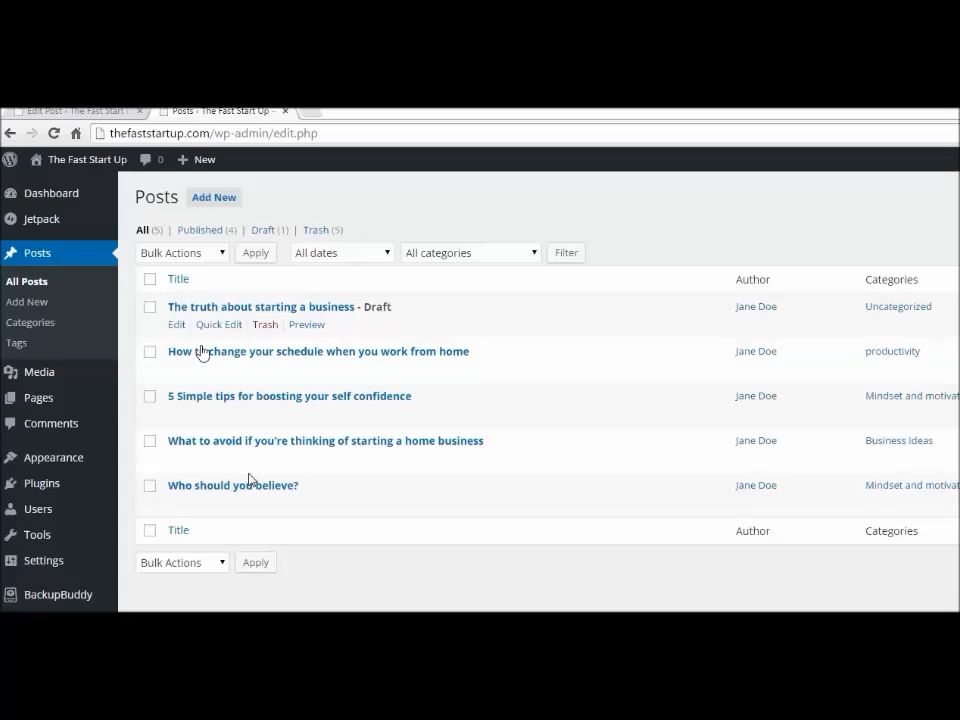 Edit Post ‹ The Fast Start U × Posts ‹ The Fast Start Up – ×
thefaststartup.com/wp-admin/edit.php
The Fast Start Up 0 + New
Dashboard
Jetpack
Posts
All Posts
Add New
Categories
Tags
Media
Pages
Comments
Appearance
Plugins
Users
Tools
Settings
BackupBuddy
Posts Add New
All (5) | Published (4) | Draft (1) | Trash (5)
Bulk Actions Apply All dates All categories Filter
Title Author Categories
The truth about starting a business - Draft Jane Doe Uncategorized
Edit | Quick Edit | Trash | Preview
How to change your schedule when you work from home Jane Doe productivity
5 Simple tips for boosting your self confidence Jane Doe Mindset and motivat
What to avoid if you're thinking of starting a home business Jane Doe Business Ideas
Who should you believe? Jane Doe Mindset and motivat
Title Author Categories
Bulk Actions Apply